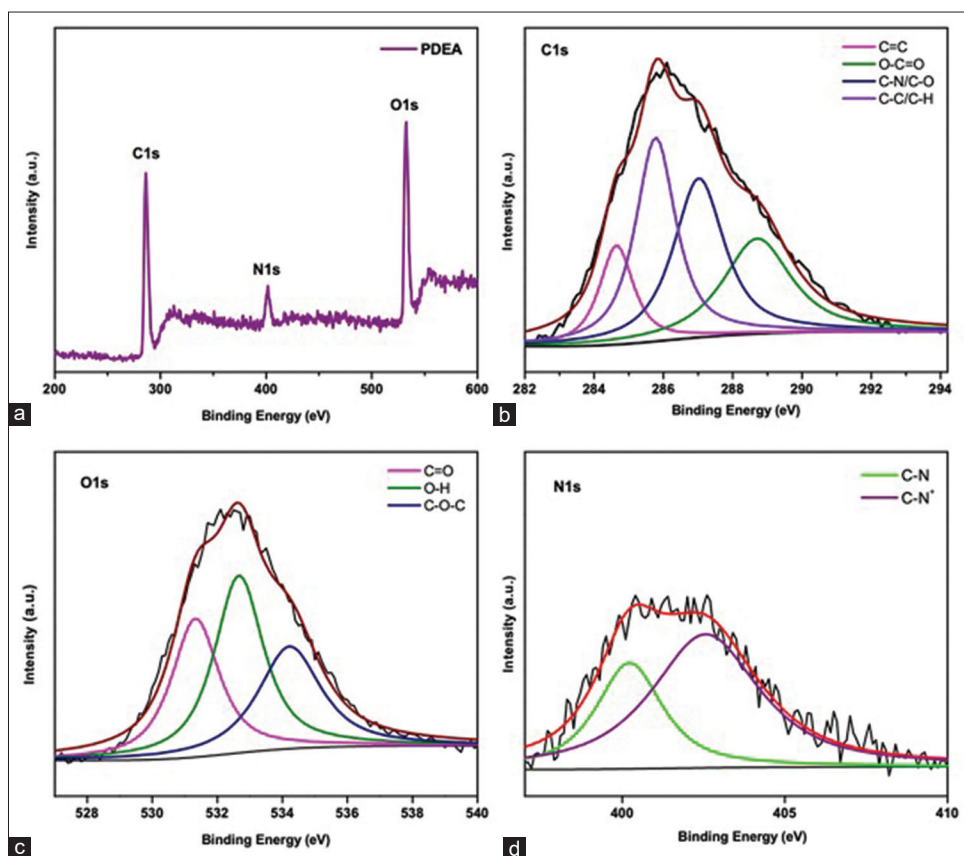 PDEA
O1s
C1s
N1s
Intensity (a.u.)
200 300 400 500 600
Binding Energy (eV)
a
C1s
C=C
O-C=O
C-N/C-O
C-C/C-H
Intensity (a.u.)
282 284 286 288 290 292 294
Binding Energy (eV)
b
O1s
C=O
O-H
C-O-C
Intensity (a.u.)
528 530 532 534 536 538 540
Binding Energy (eV)
c
N1s
C-N
C-N⁺
Intensity (a.u.)
400 405 410
Binding Energy (eV)
d